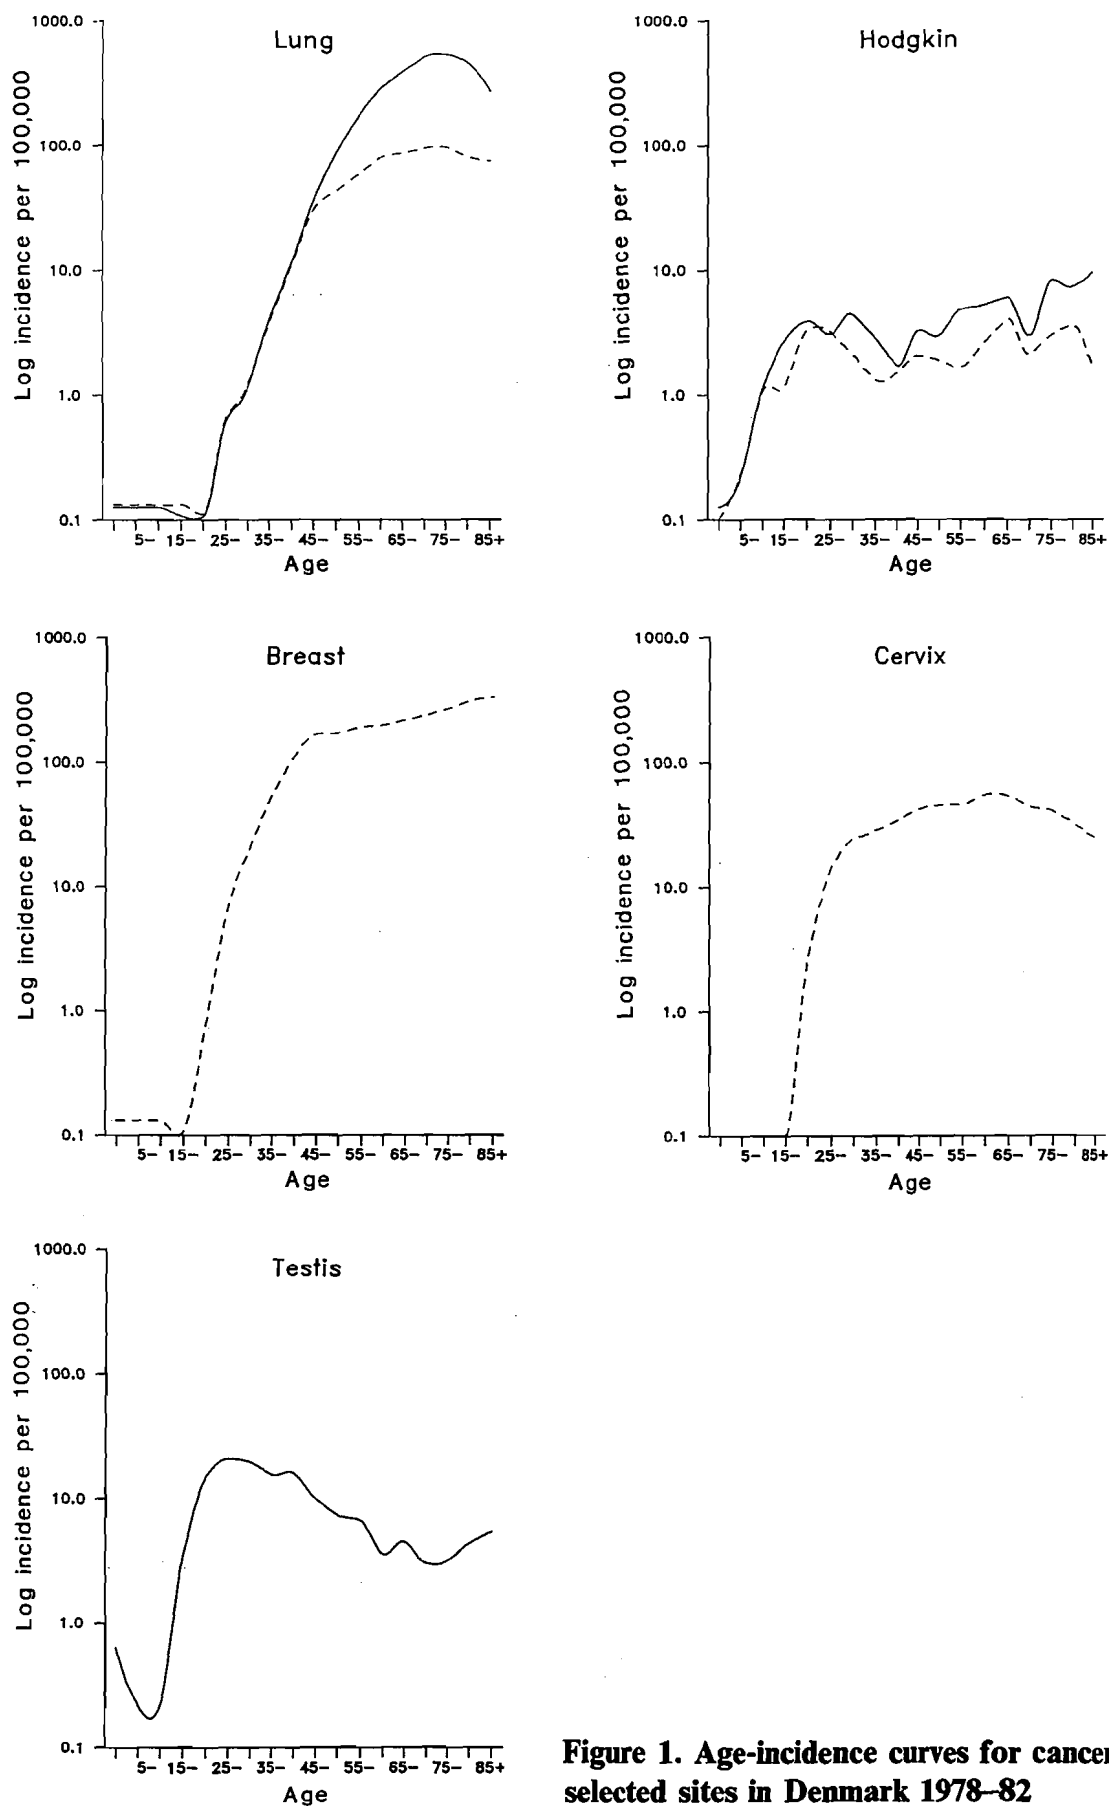 Lung
Log incidence per 100,000
1000.0
100.0
10.0
1.0
0.1
5– 15– 25– 35– 45– 55– 65– 75– 85+
Age
Hodgkin
Log incidence per 100,000
1000.0
100.0
10.0
1.0
0.1
5– 15– 25– 35– 45– 55– 65– 75– 85+
Age
Breast
Log incidence per 100,000
1000.0
100.0
10.0
1.0
0.1
5– 15– 25– 35– 45– 55– 65– 75– 85+
Age
Cervix
Log incidence per 100,000
1000.0
100.0
10.0
1.0
0.1
5– 15– 25– 35– 45– 55– 65– 75– 85+
Age
Testis
Log incidence per 100,000
1000.0
100.0
10.0
1.0
0.1
5– 15– 25– 35– 45– 55– 65– 75– 85+
Age
Figure 1. Age-incidence curves for cancer
selected sites in Denmark 1978–82